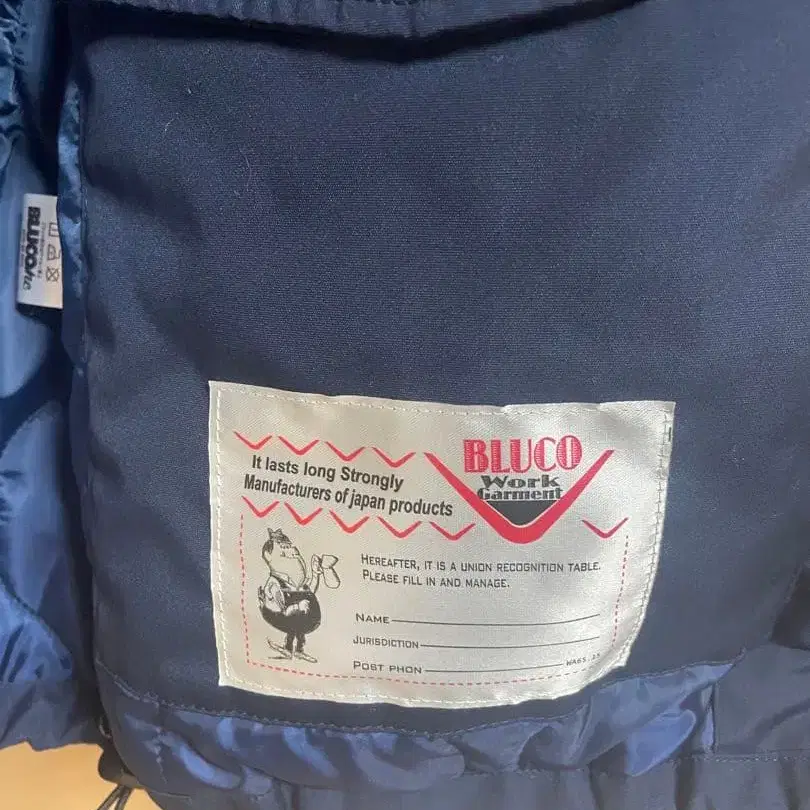 BLUCO
It lasts long Strongly
Manufacturers of japan products
BLUCO
Work
Garment
HEREAFTER, IT IS A UNION RECOGNITION TABLE.
PLEASE FILL IN AND MANAGE.
NAME
JURISDICTION
POST PHON